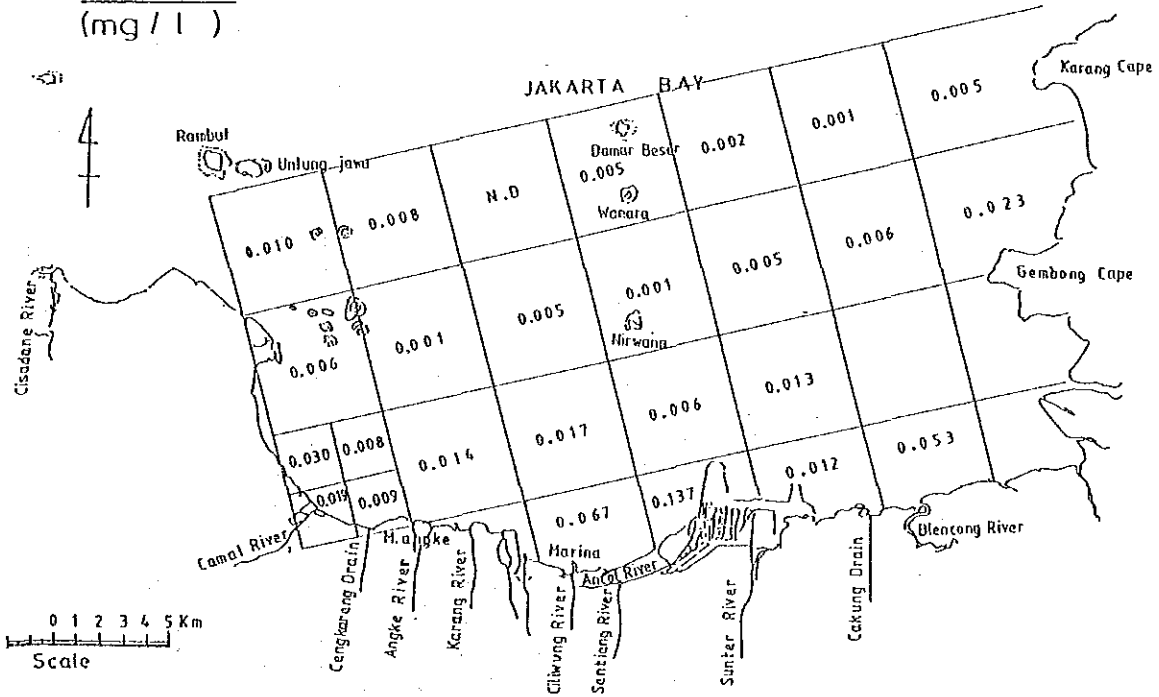 (mg / l )
JAKARTA BAY
Karang Cape
Rambut
Untung jawa
Damar Besar
Wanara
Gembong Cape
Nirwana
Cisadane River
0.010
0.008
N.D
0.005
0.002
0.001
0.005
0.006
0,001
0.005
0.001
0.005
0.006
0.023
0.030
0.008
0.014
0.017
0.006
0.013
0.019
0.009
0.067
0.137
0.012
0.053
Camal River
Cengkarang Drain
M.angke
Angke River
Karang River
Marina
Ancol River
Ciliwung River
Sentiang River
Sunter River
Cakung Drain
Blencong River
0 1 2 3 4 5 Km
Scale